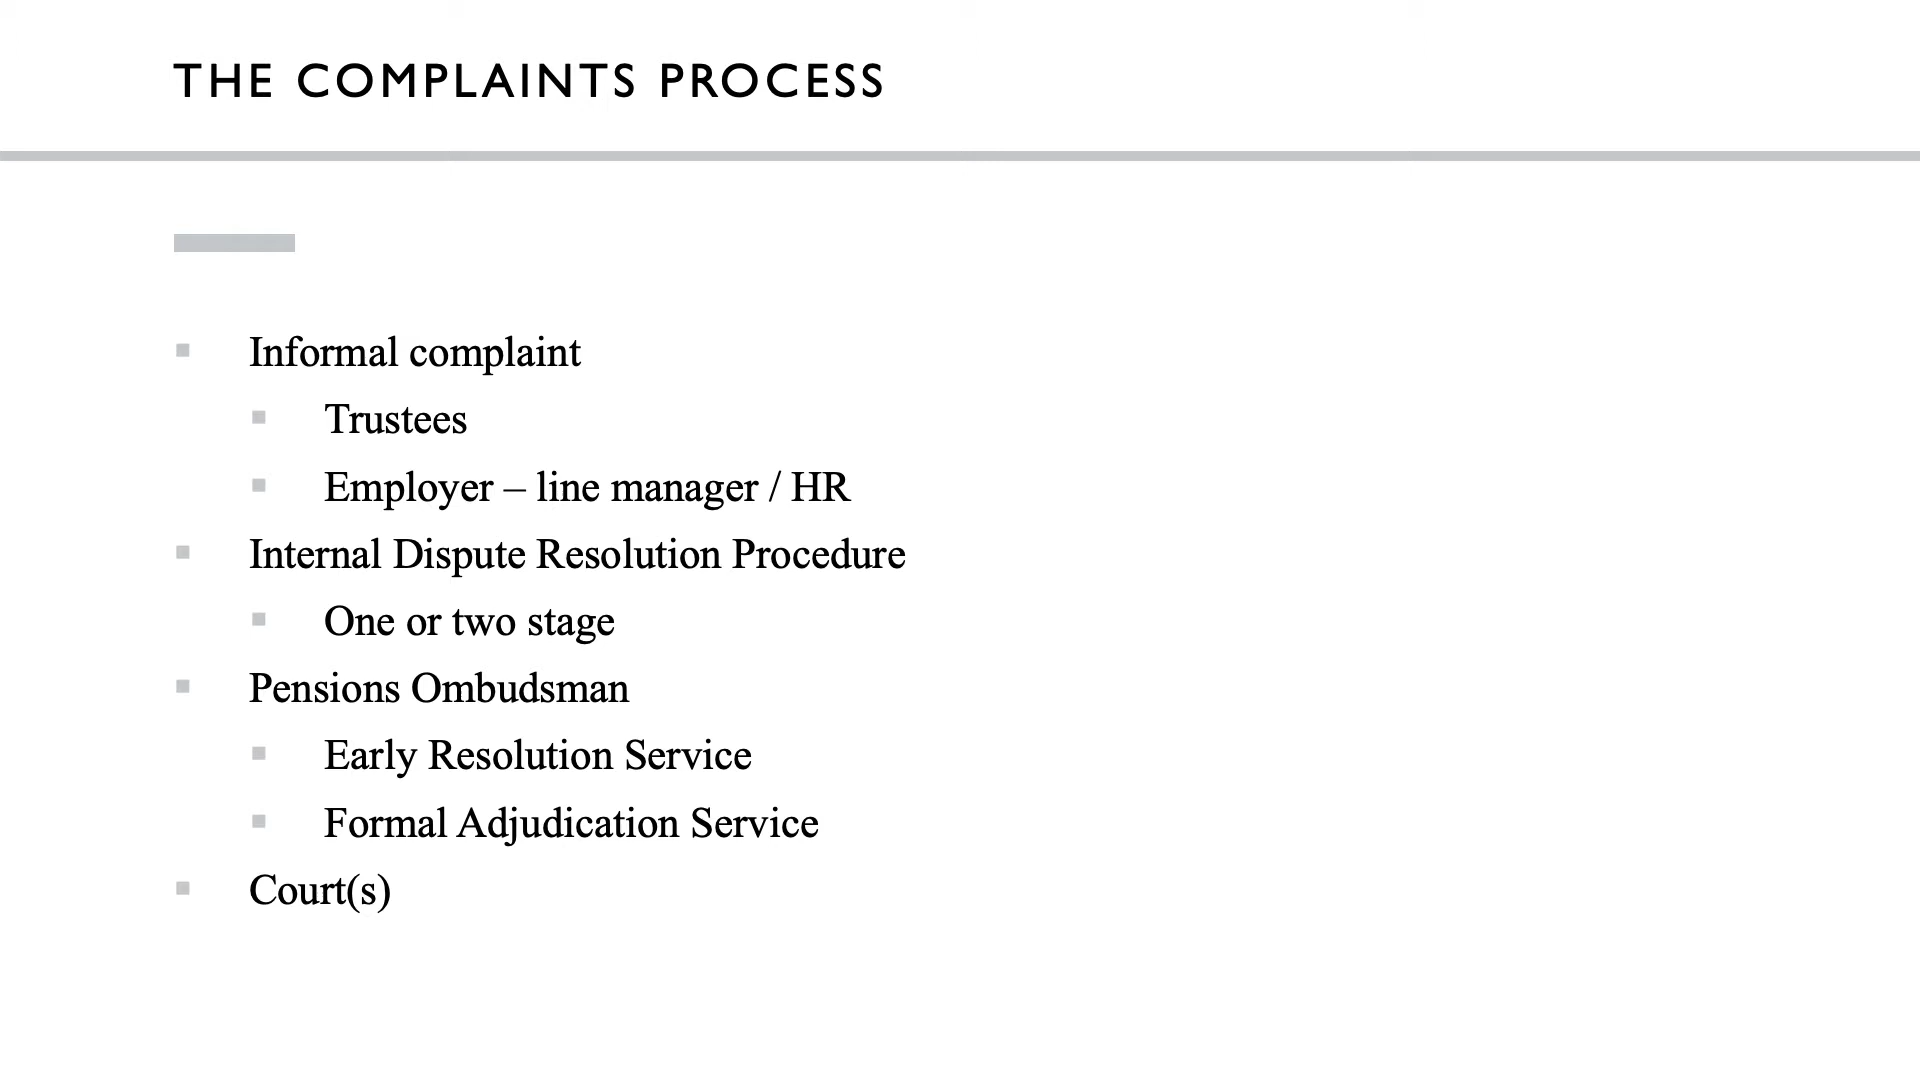 THE COMPLAINTS PROCESS
Informal complaint
Trustees
Employer – line manager / HR
Internal Dispute Resolution Procedure
One or two stage
Pensions Ombudsman
Early Resolution Service
Formal Adjudication Service
Court(s)